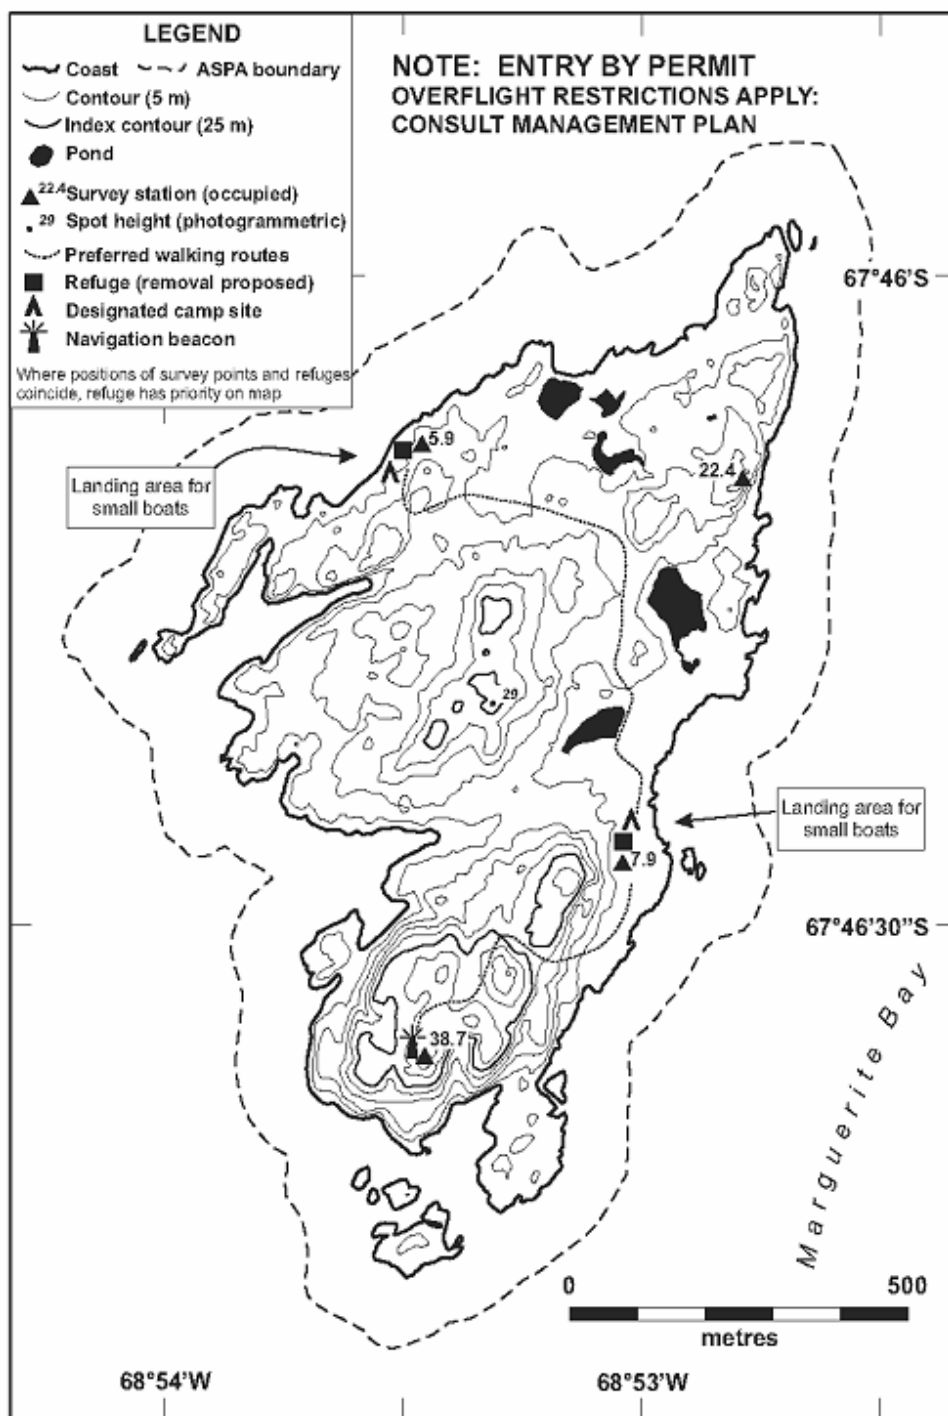 LEGEND
Coast ASPA boundary
Contour (5 m)
Index contour (25 m)
Pond
22.4 Survey station (occupied)
29 Spot height (photogrammetric)
Preferred walking routes
Refuge (removal proposed)
Designated camp site
Navigation beacon
Where positions of survey points and refuges
coincide, refuge has priority on map
NOTE: ENTRY BY PERMIT
OVERFLIGHT RESTRICTIONS APPLY:
CONSULT MANAGEMENT PLAN
67°46'S
5.9
22.4
Landing area for
small boats
29
Landing area for
small boats
7.9
67°46'30"S
38.7
Marguerite Bay
0 500
metres
68°54'W 68°53'W